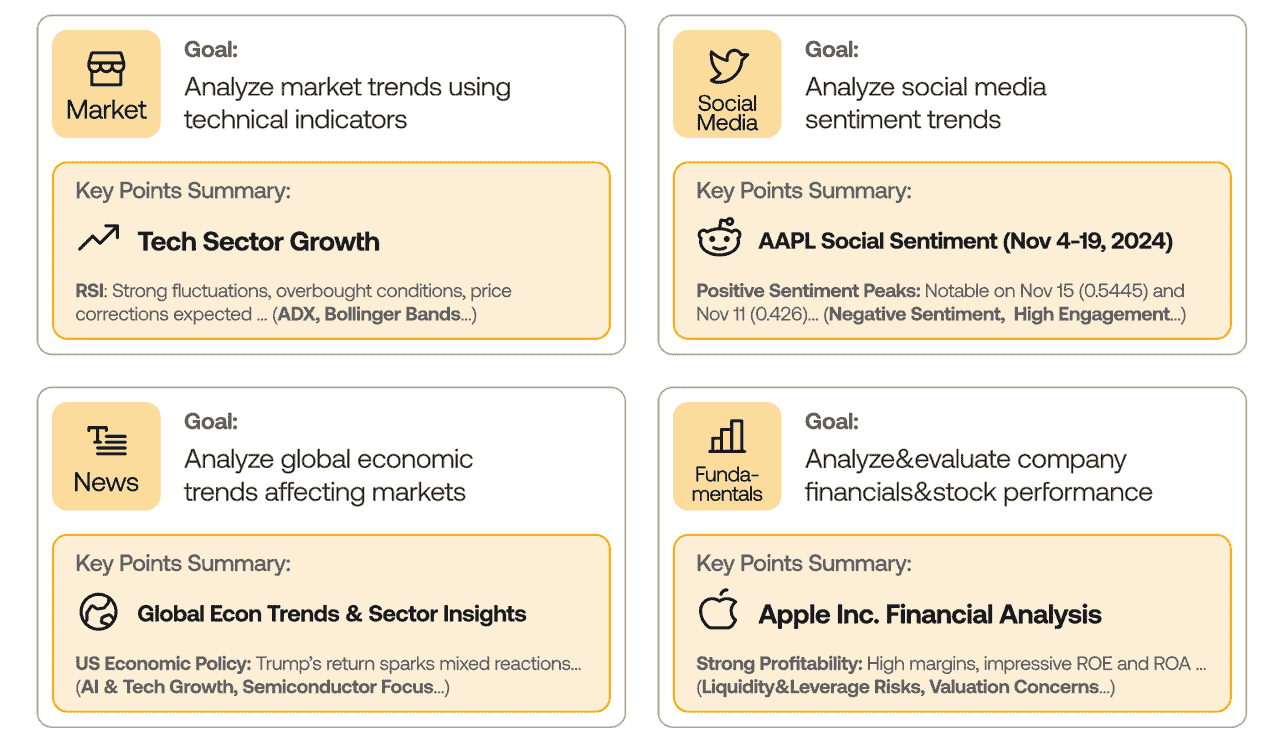 Market
Goal:
Analyze market trends using
technical indicators
Key Points Summary:
Tech Sector Growth
RSI: Strong fluctuations, overbought conditions, price
corrections expected ... (ADX, Bollinger Bands...)
Social
Media
Goal:
Analyze social media
sentiment trends
Key Points Summary:
AAPL Social Sentiment (Nov 4-19, 2024)
Positive Sentiment Peaks: Notable on Nov 15 (0.5445) and
Nov 11 (0.426)... (Negative Sentiment, High Engagement...)
News
Goal:
Analyze global economic
trends affecting markets
Key Points Summary:
Global Econ Trends & Sector Insights
US Economic Policy: Trump’s return sparks mixed reactions...
(AI & Tech Growth, Semiconductor Focus...)
Funda-
mentals
Goal:
Analyze&evaluate company
financials&stock performance
Key Points Summary:
Apple Inc. Financial Analysis
Strong Profitability: High margins, impressive ROE and ROA ...
(Liquidity&Leverage Risks, Valuation Concerns...)